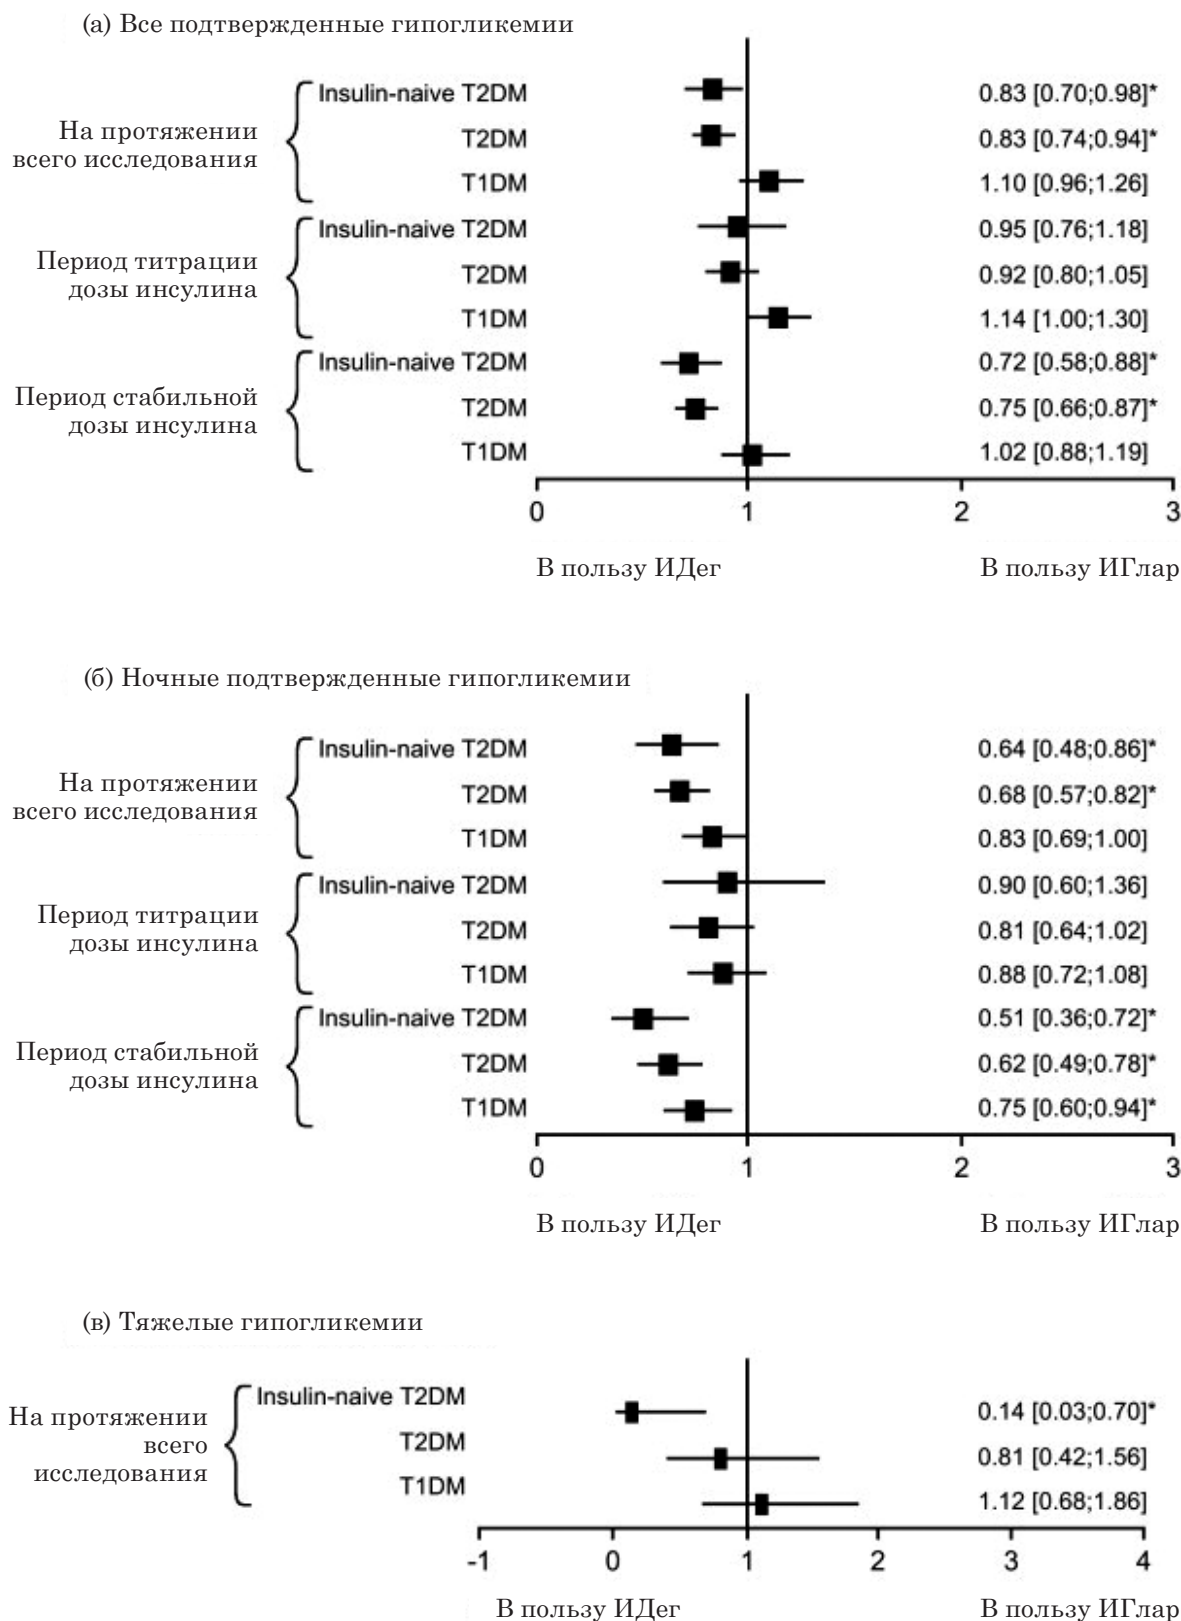 (а) Все подтвержденные гипогликемии
На протяжении
всего исследования
Insulin-naive T2DM 0.83 [0.70;0.98]*
T2DM 0.83 [0.74;0.94]*
T1DM 1.10 [0.96;1.26]
Период титрации
дозы инсулина
Insulin-naive T2DM 0.95 [0.76;1.18]
T2DM 0.92 [0.80;1.05]
T1DM 1.14 [1.00;1.30]
Период стабильной
дозы инсулина
Insulin-naive T2DM 0.72 [0.58;0.88]*
T2DM 0.75 [0.66;0.87]*
T1DM 1.02 [0.88;1.19]
0 1 2 3
В пользу ИДег В пользу ИГлар
(б) Ночные подтвержденные гипогликемии
На протяжении
всего исследования
Insulin-naive T2DM 0.64 [0.48;0.86]*
T2DM 0.68 [0.57;0.82]*
T1DM 0.83 [0.69;1.00]
Период титрации
дозы инсулина
Insulin-naive T2DM 0.90 [0.60;1.36]
T2DM 0.81 [0.64;1.02]
T1DM 0.88 [0.72;1.08]
Период стабильной
дозы инсулина
Insulin-naive T2DM 0.51 [0.36;0.72]*
T2DM 0.62 [0.49;0.78]*
T1DM 0.75 [0.60;0.94]*
0 1 2 3
В пользу ИДег В пользу ИГлар
(в) Тяжелые гипогликемии
На протяжении
всего
исследования
Insulin-naive T2DM 0.14 [0.03;0.70]*
T2DM 0.81 [0.42;1.56]
T1DM 1.12 [0.68;1.86]
-1 0 1 2 3 4
В пользу ИДег В пользу ИГлар